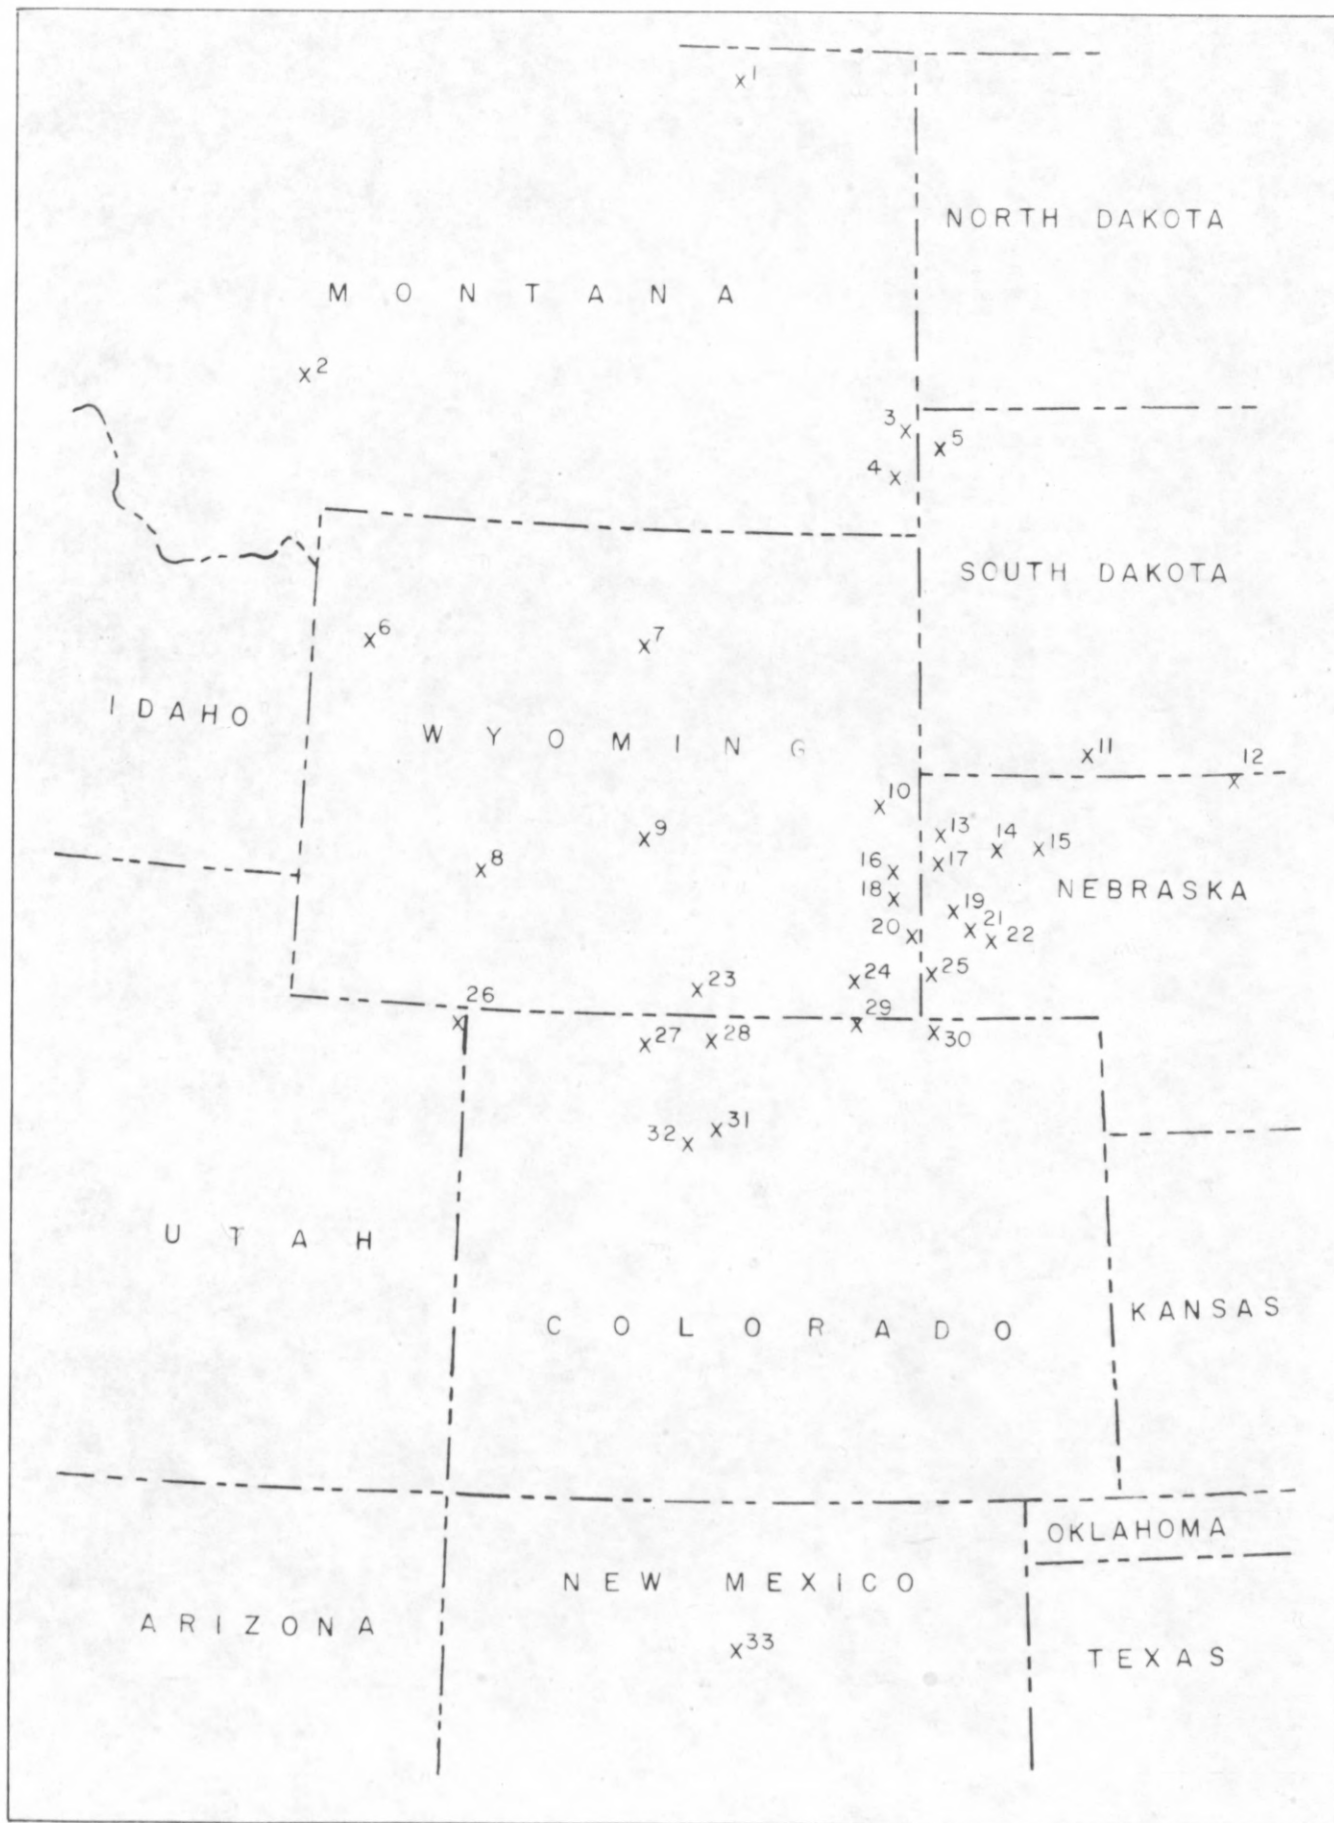 1
NORTH DAKOTA
MONTANA
2
3
5
4
SOUTH DAKOTA
6
7
IDAHO
WYOMING
11
12
10
13
14
15
9
8
16
17
18
NEBRASKA
19
20
21
22
23
24
25
26
27
28
29
30
31
32
UTAH
COLORADO
KANSAS
OKLAHOMA
NEW MEXICO
ARIZONA
33
TEXAS